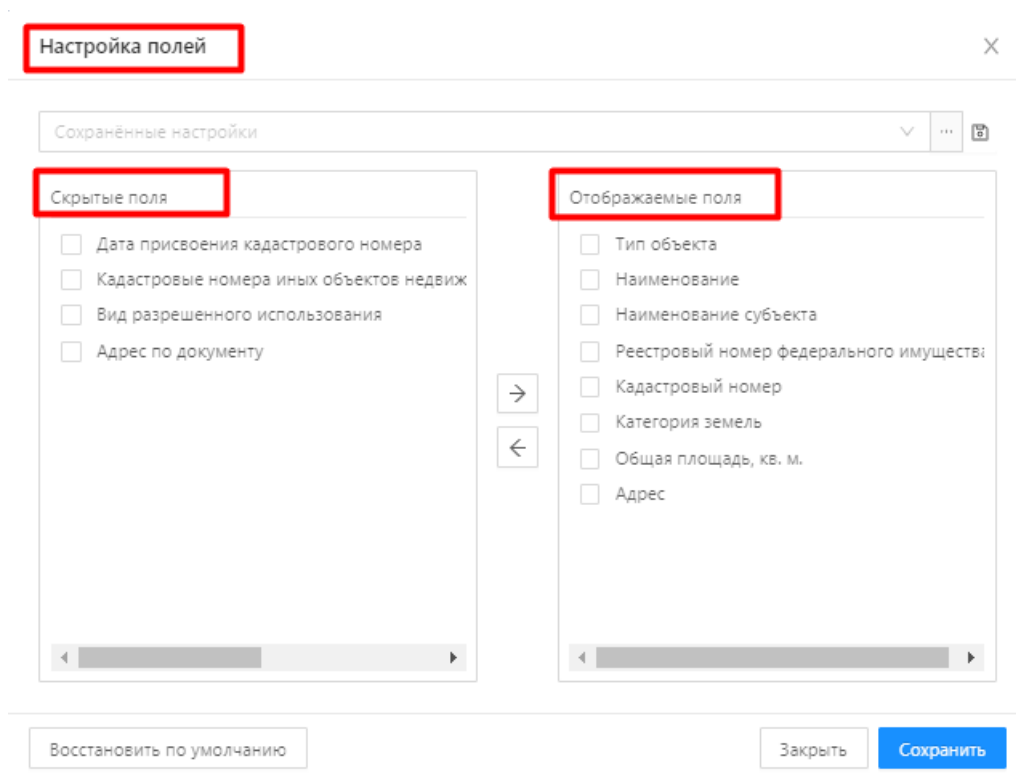 Настройка полей
Сохранённые настройки
Скрытые поля
Дата присвоения кадастрового номера
Кадастровые номера иных объектов недвиж
Вид разрешенного использования
Адрес по документу
Отображаемые поля
Тип объекта
Наименование
Наименование субъекта
Реестровый номер федерального имущества
Кадастровый номер
Категория земель
Общая площадь, кв. м.
Адрес
Восстановить по умолчанию
Закрыть
Сохранить